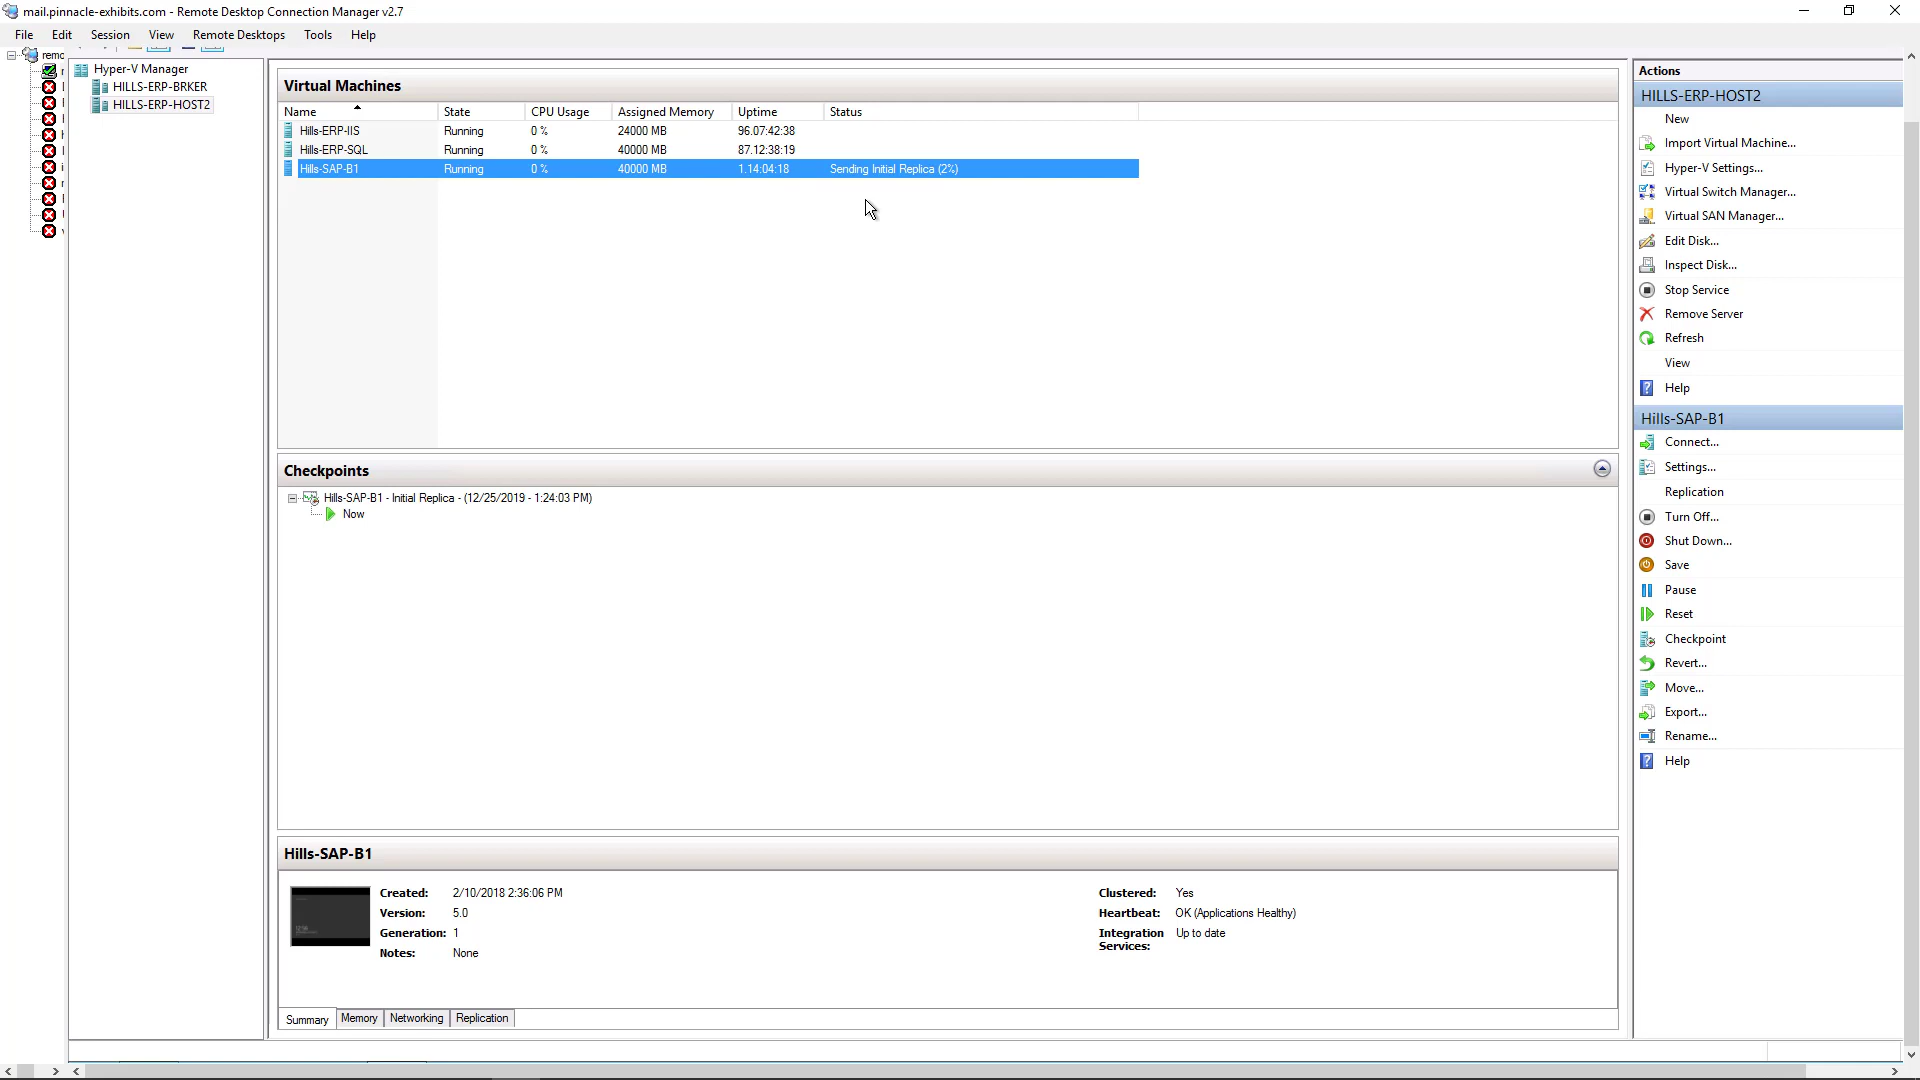 mail.pinnacle-exhibits.com - Remote Desktop Connection Manager v2.7
File Edit Session View Remote Desktops Tools Help
Hyper-V Manager
HILLS-ERP-BRKER
HILLS-ERP-HOST2
Virtual Machines
Name State CPU Usage Assigned Memory Uptime Status
Hills-ERP-IIS Running 0 % 24000 MB 96.07:42:38
Hills-ERP-SQL Running 0 % 40000 MB 87.12:38:19
Hills-SAP-B1 Running 0 % 40000 MB 1.14:04:18 Sending Initial Replica (2%)
Checkpoints
Hills-SAP-B1 - Initial Replica - (12/25/2019 - 1:24:03 PM)
Now
Hills-SAP-B1
Created: 2/10/2018 2:36:06 PM
Version: 5.0
Generation: 1
Notes: None
Clustered: Yes
Heartbeat: OK (Applications Healthy)
Integration Services: Up to date
Summary Memory Networking Replication
Actions
HILLS-ERP-HOST2
New
Import Virtual Machine...
Hyper-V Settings...
Virtual Switch Manager...
Virtual SAN Manager...
Edit Disk...
Inspect Disk...
Stop Service
Remove Server
Refresh
View
Help
Hills-SAP-B1
Connect...
Settings...
Replication
Turn Off...
Shut Down...
Save
Pause
Reset
Checkpoint
Revert...
Move...
Export...
Rename...
Help